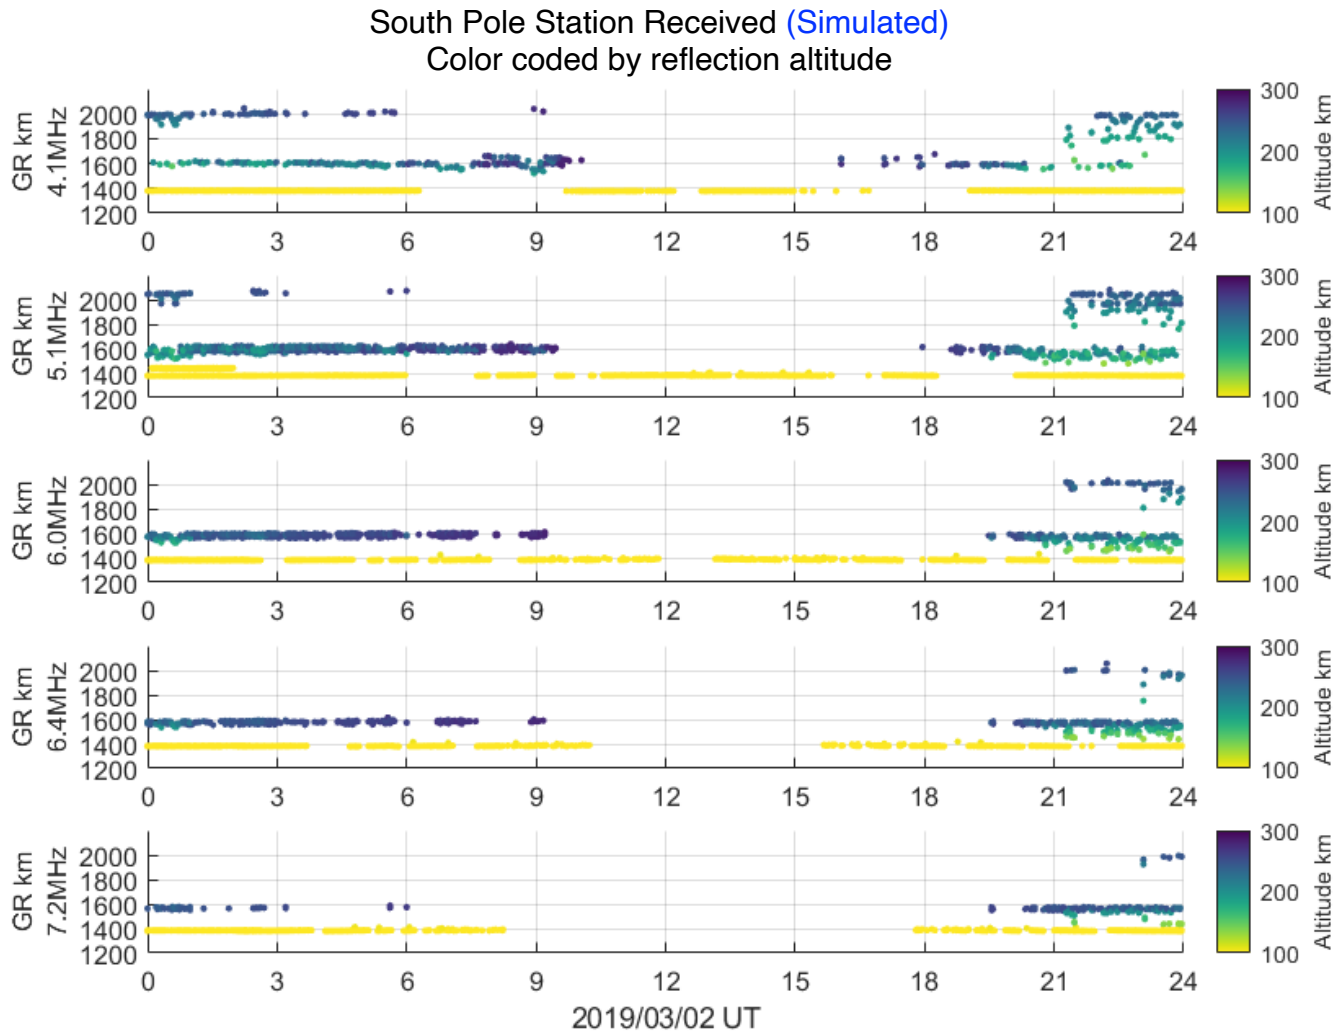 South Pole Station Received (Simulated)
Color coded by reflection altitude
GR km
4.1MHz
2000
1800
1600
1400
1200
0 3 6 9 12 15 18 21 24
300
200
100
Altitude km
GR km
5.1MHz
2000
1800
1600
1400
1200
0 3 6 9 12 15 18 21 24
300
200
100
Altitude km
GR km
6.0MHz
2000
1800
1600
1400
1200
0 3 6 9 12 15 18 21 24
300
200
100
Altitude km
GR km
6.4MHz
2000
1800
1600
1400
1200
0 3 6 9 12 15 18 21 24
300
200
100
Altitude km
GR km
7.2MHz
2000
1800
1600
1400
1200
0 3 6 9 12 15 18 21 24
300
200
100
Altitude km
2019/03/02 UT